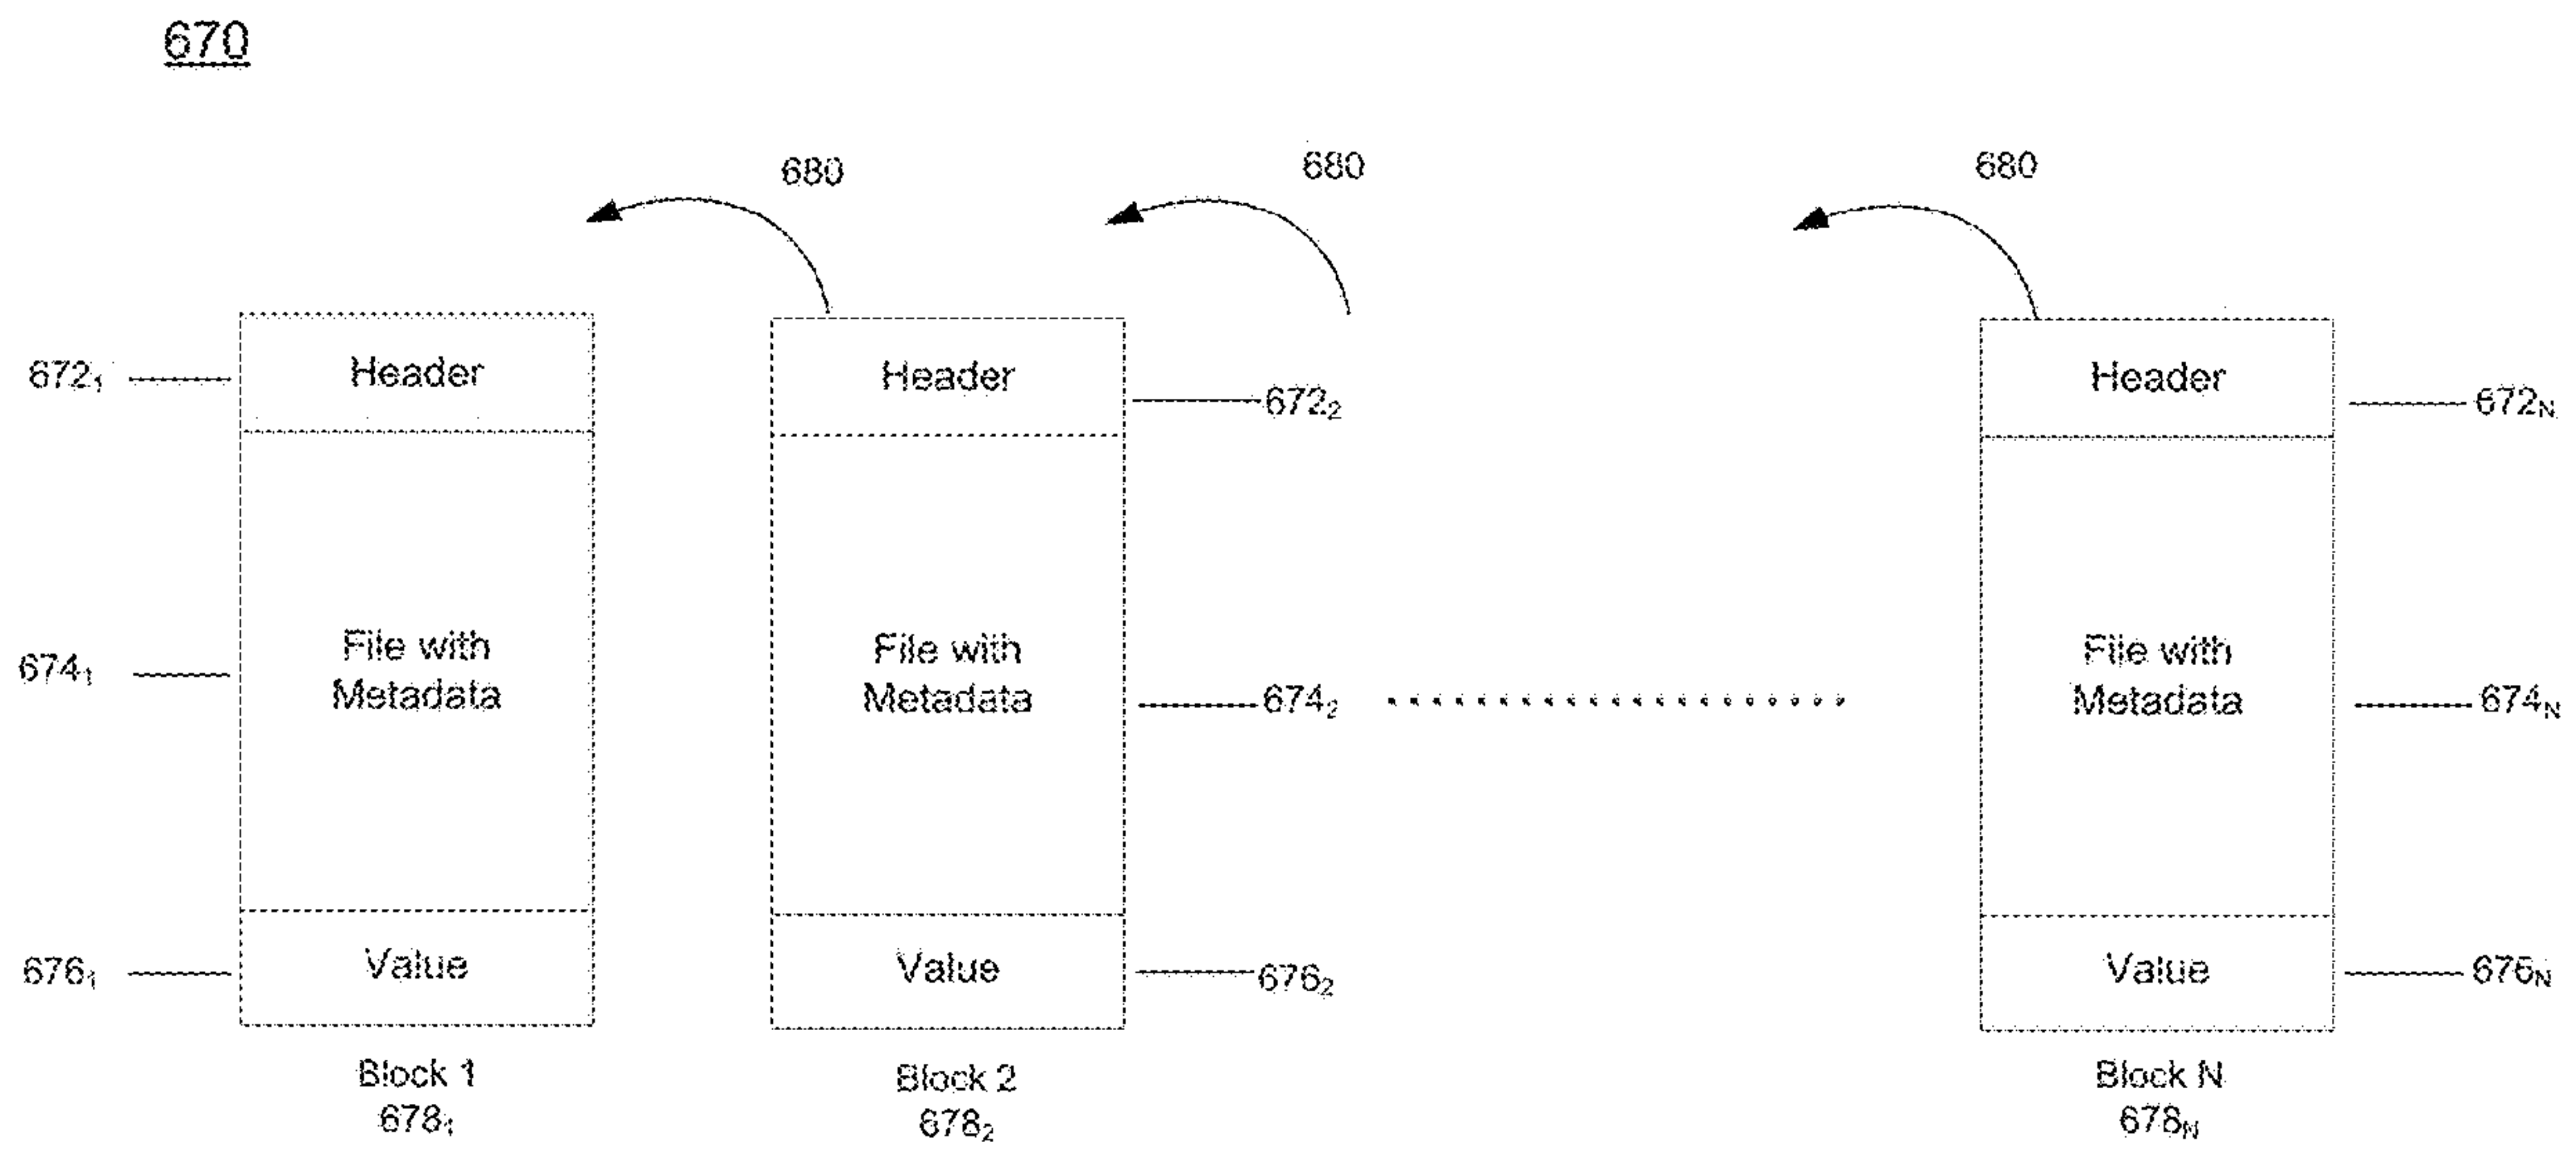 670
680 680 680
672₁ Header Header 672₂ Header 672N
File with File with File with
674₁ Metadata Metadata 674₂ Metadata 674N
676₁ Value Value 676₂ Value 676N
Block 1 Block 2 Block N
678₁ 678₂ 678N